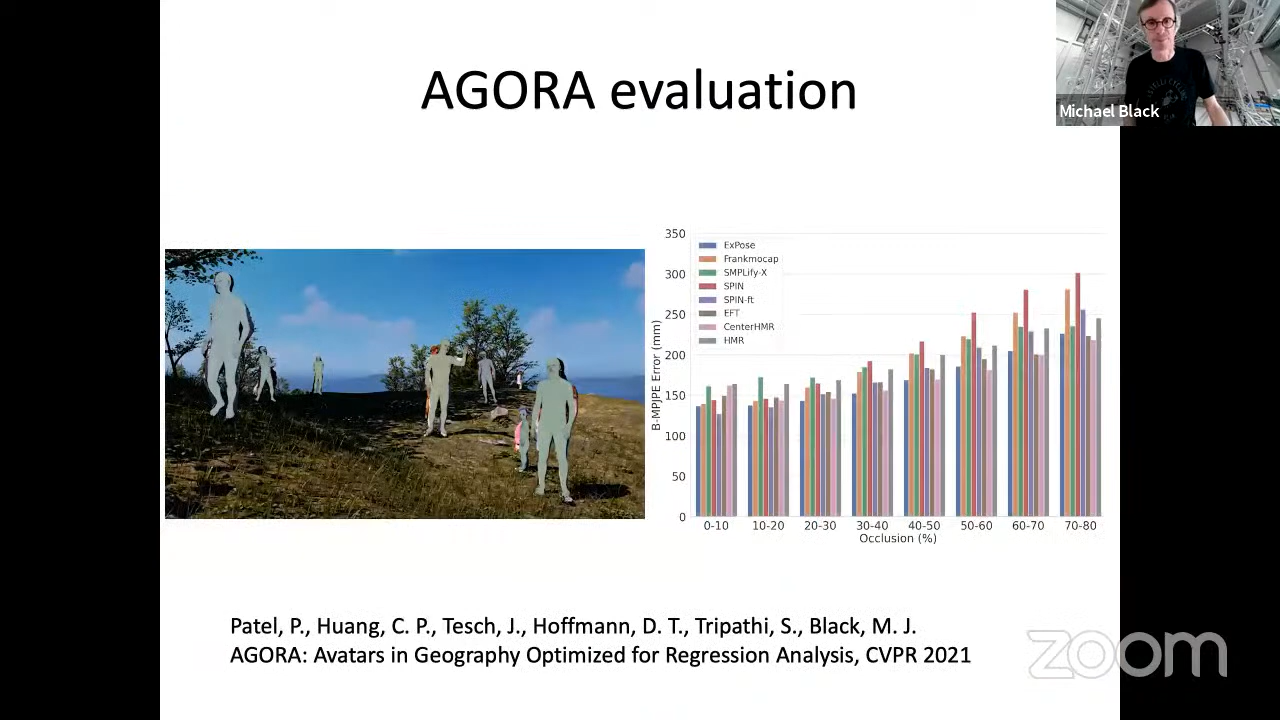 AGORA evaluation
Michael Black
350
300
250
200
150
100
50
0
B-MPJPE Error (mm)
ExPose
Frankmocap
SMPLify-X
SPIN
SPIN-ft
EFT
CenterHMR
HMR
0-10 10-20 20-30 30-40 40-50 50-60 60-70 70-80
Occlusion (%)
Patel, P., Huang, C. P., Tesch, J., Hoffmann, D. T., Tripathi, S., Black, M. J.
AGORA: Avatars in Geography Optimized for Regression Analysis, CVPR 2021
zoom